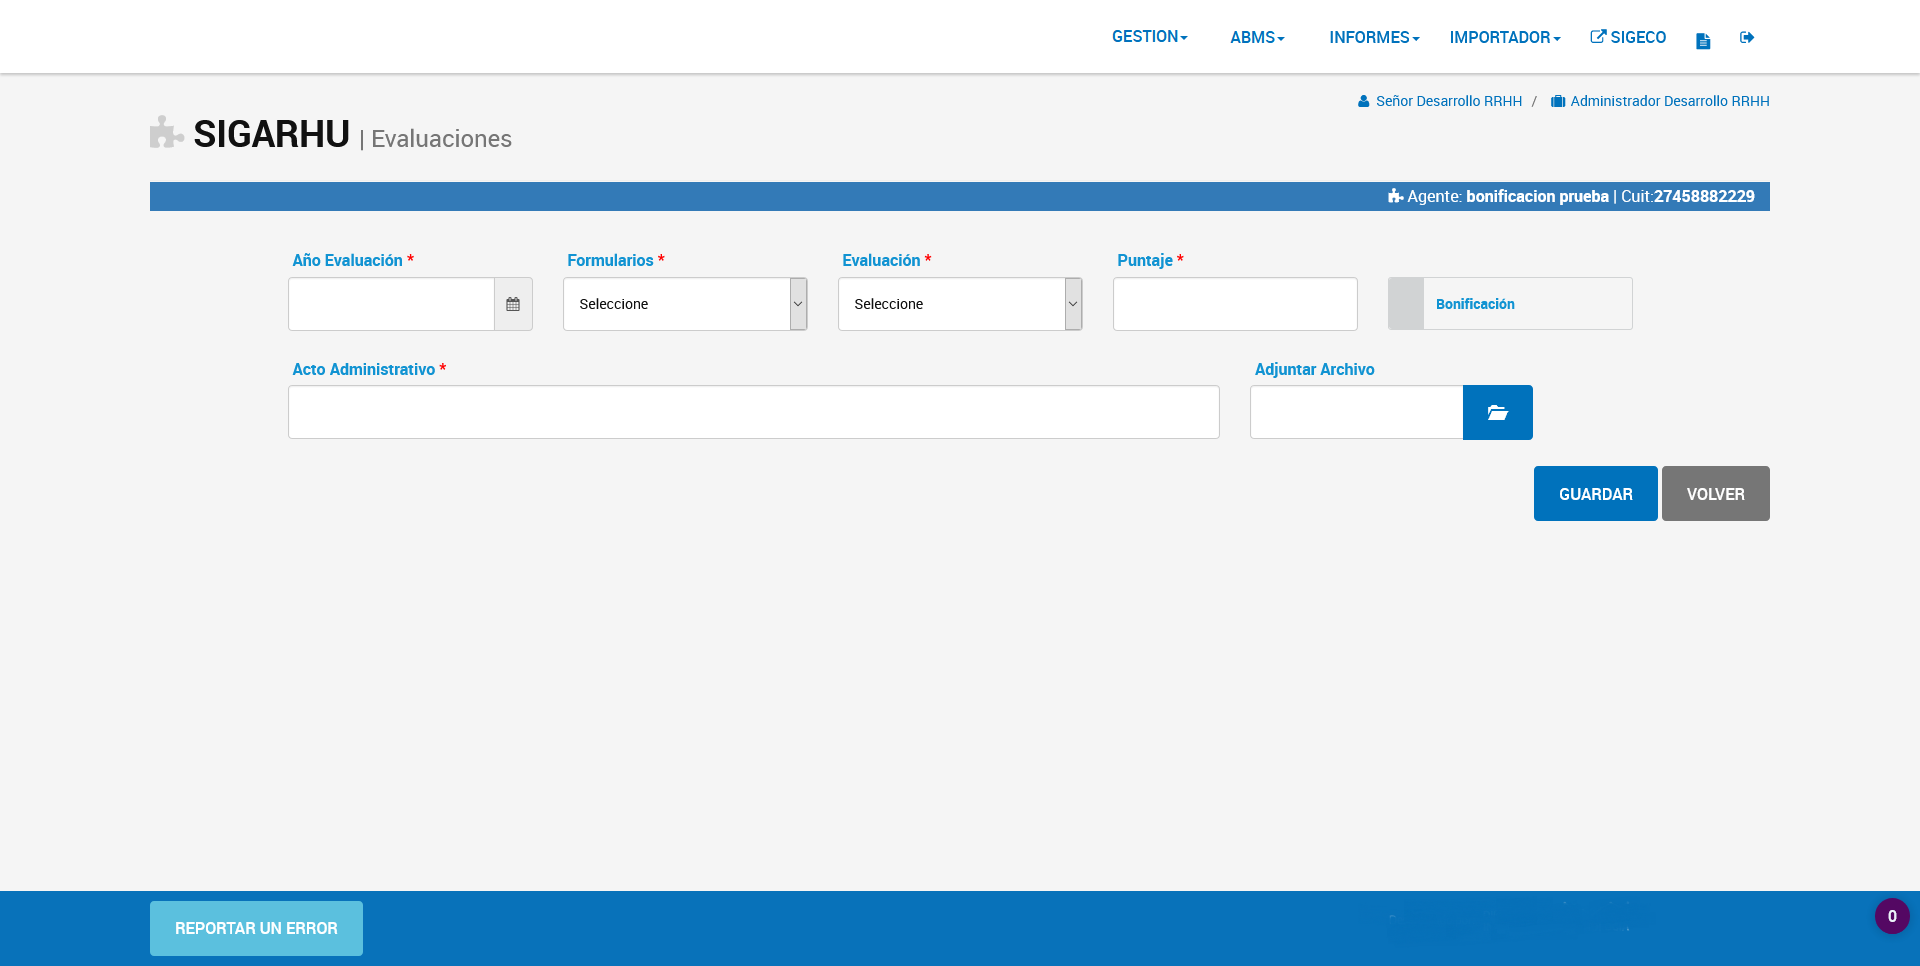 GESTION ABMS INFORMES IMPORTADOR SIGECO
Señor Desarrollo RRHH / Administrador Desarrollo RRHH
SIGARHU | Evaluaciones
Agente: bonificacion prueba | Cuit:27458882229
Año Evaluación * Formularios * Evaluación * Puntaje *
Seleccione Seleccione Bonificación
Acto Administrativo * Adjuntar Archivo
GUARDAR VOLVER
REPORTAR UN ERROR 0